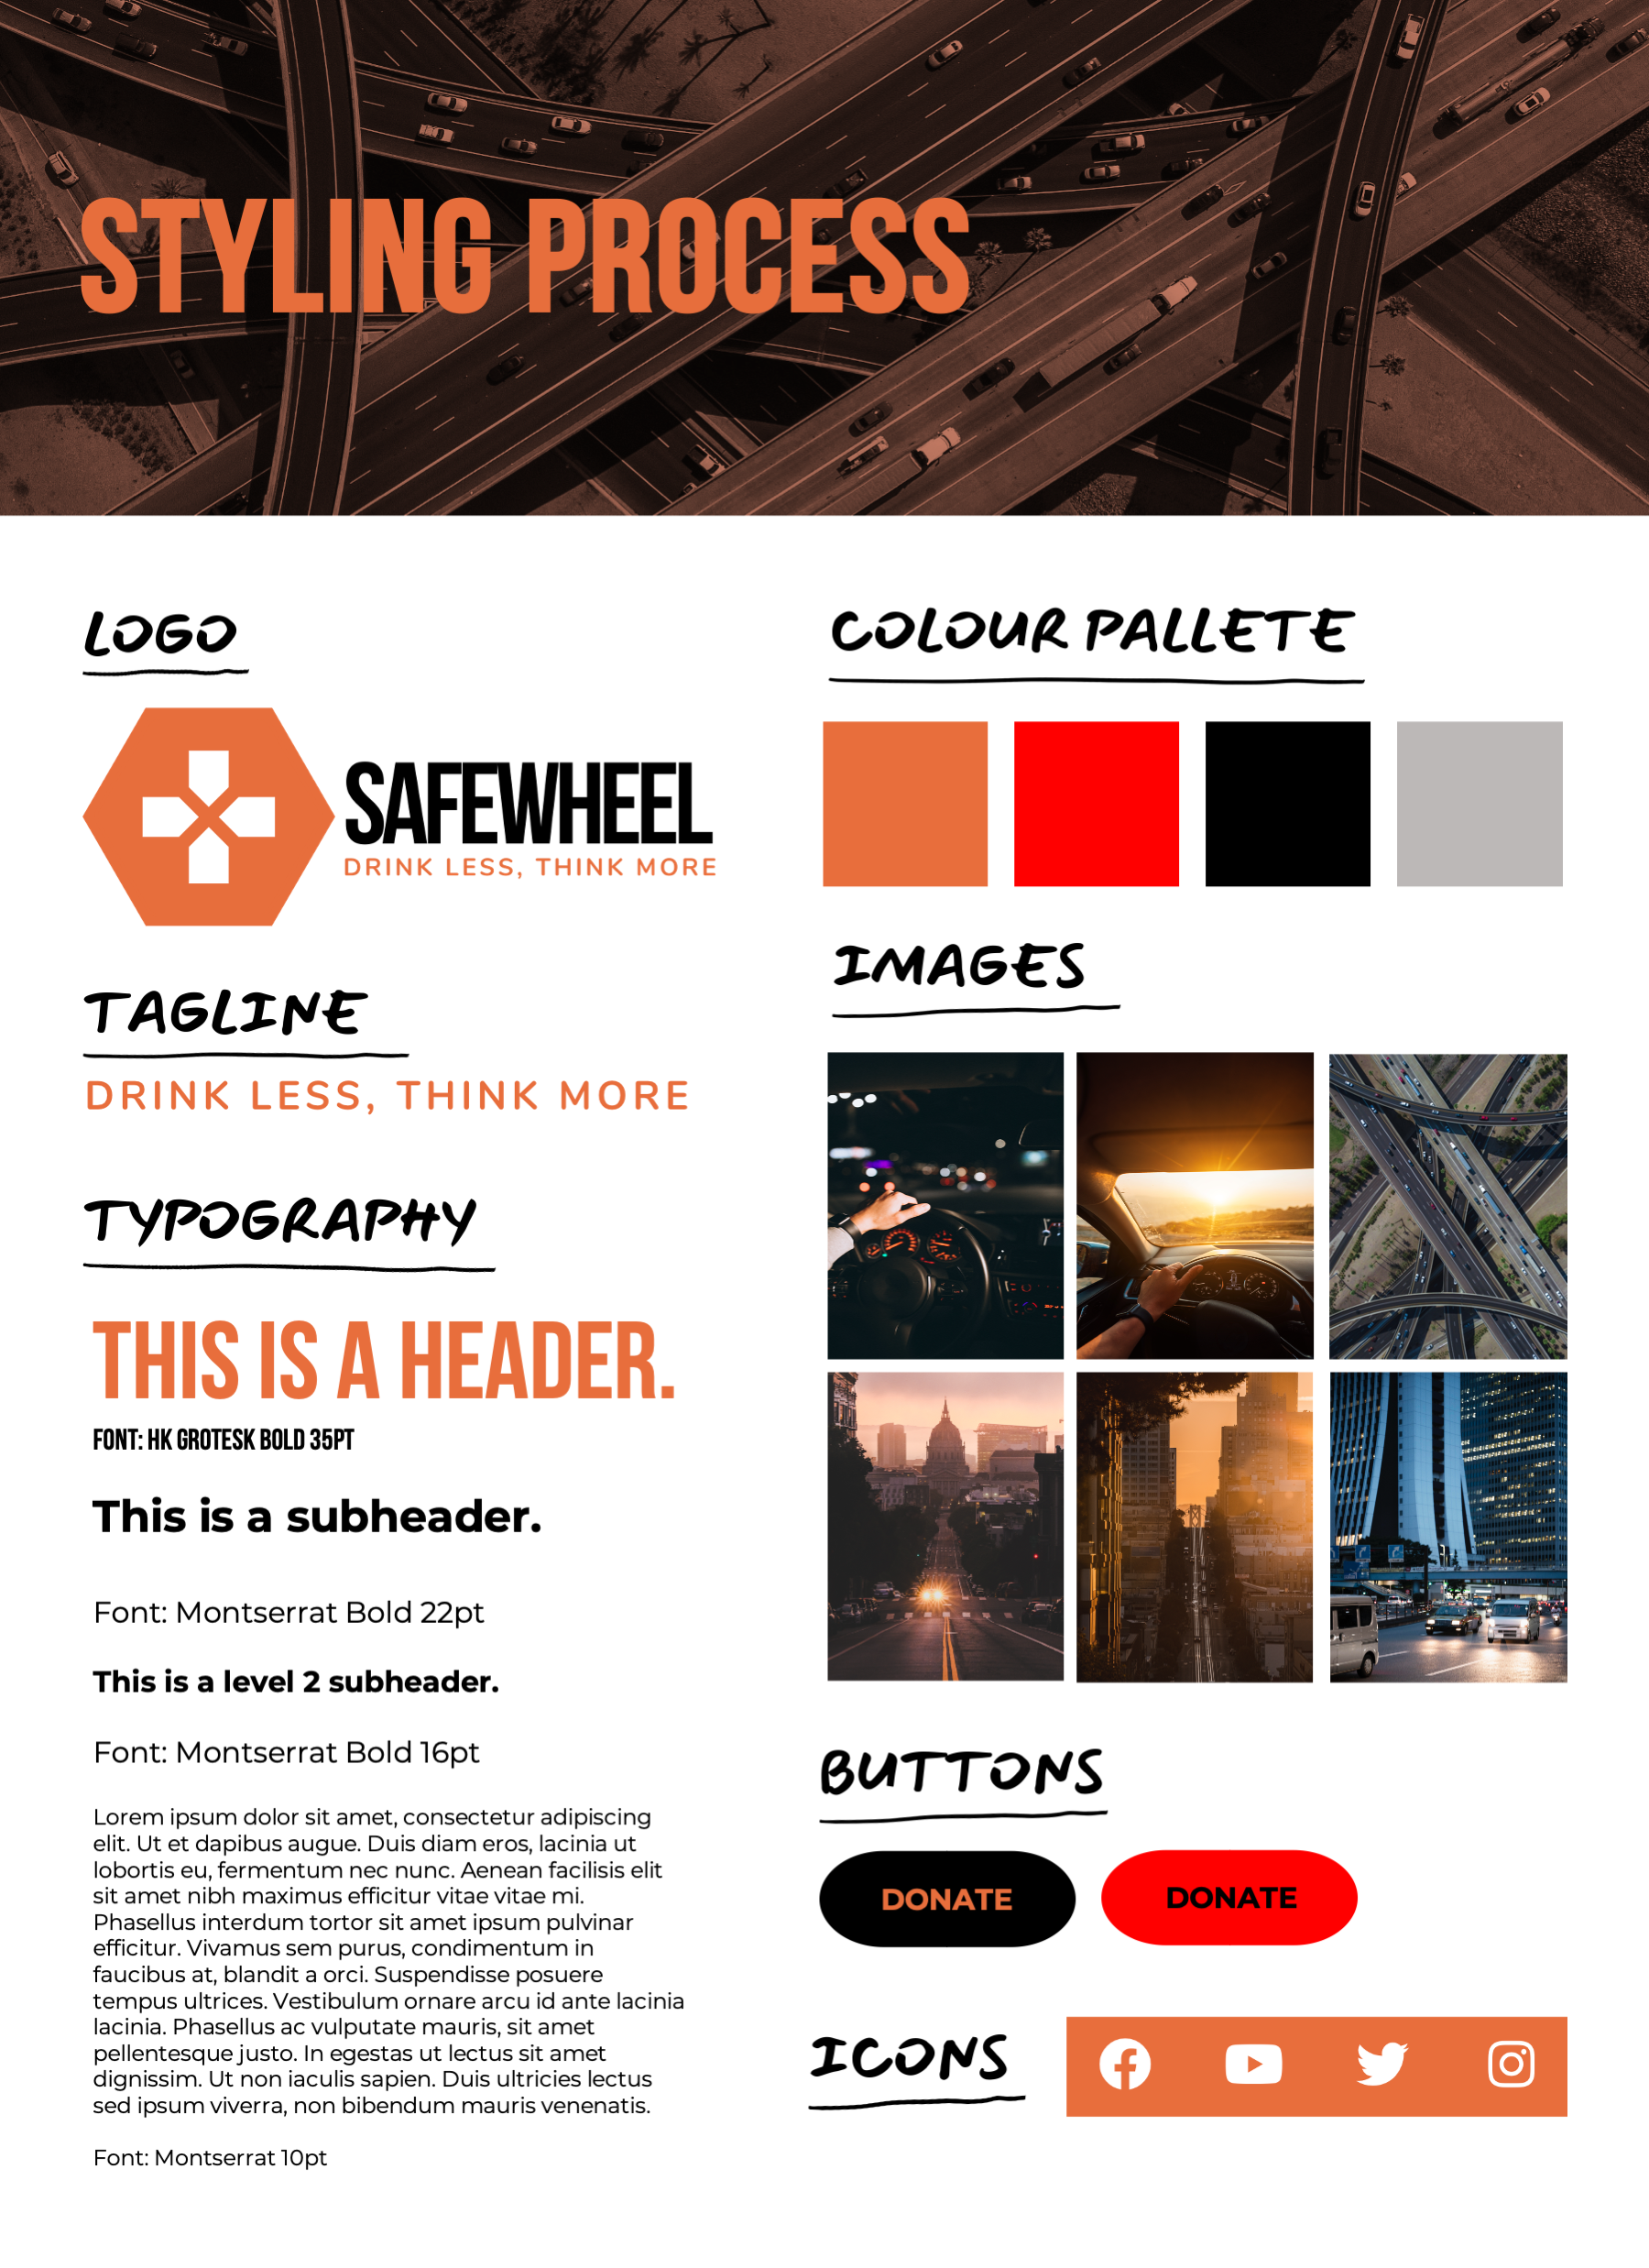 STYLING PROCESS
LOGO
SAFEWHEEL
DRINK LESS, THINK MORE
TAGLINE
DRINK LESS, THINK MORE
TYPOGRAPHY
THIS IS A HEADER.
FONT: HK GROTESK BOLD 35PT
This is a subheader.
Font: Montserrat Bold 22pt
This is a level 2 subheader.
Font: Montserrat Bold 16pt
Lorem ipsum dolor sit amet, consectetur adipiscing
elit. Ut et dapibus augue. Duis diam eros, lacinia ut
lobortis eu, fermentum nec nunc. Aenean facilisis elit
sit amet nibh maximus efficitur vitae vitae mi.
Phasellus interdum tortor sit amet ipsum pulvinar
efficitur. Vivamus sem purus, condimentum in
faucibus at, blandit a orci. Suspendisse posuere
tempus ultrices. Vestibulum ornare arcu id ante lacinia
lacinia. Phasellus ac vulputate mauris, sit amet
pellentesque justo. In egestas ut lectus sit amet
dignissim. Ut non iaculis sapien. Duis ultricies lectus
sed ipsum viverra, non bibendum mauris venenatis.
Font: Montserrat 10pt
COLOUR PALLETE
IMAGES
BUTTONS
DONATE
DONATE
ICONS